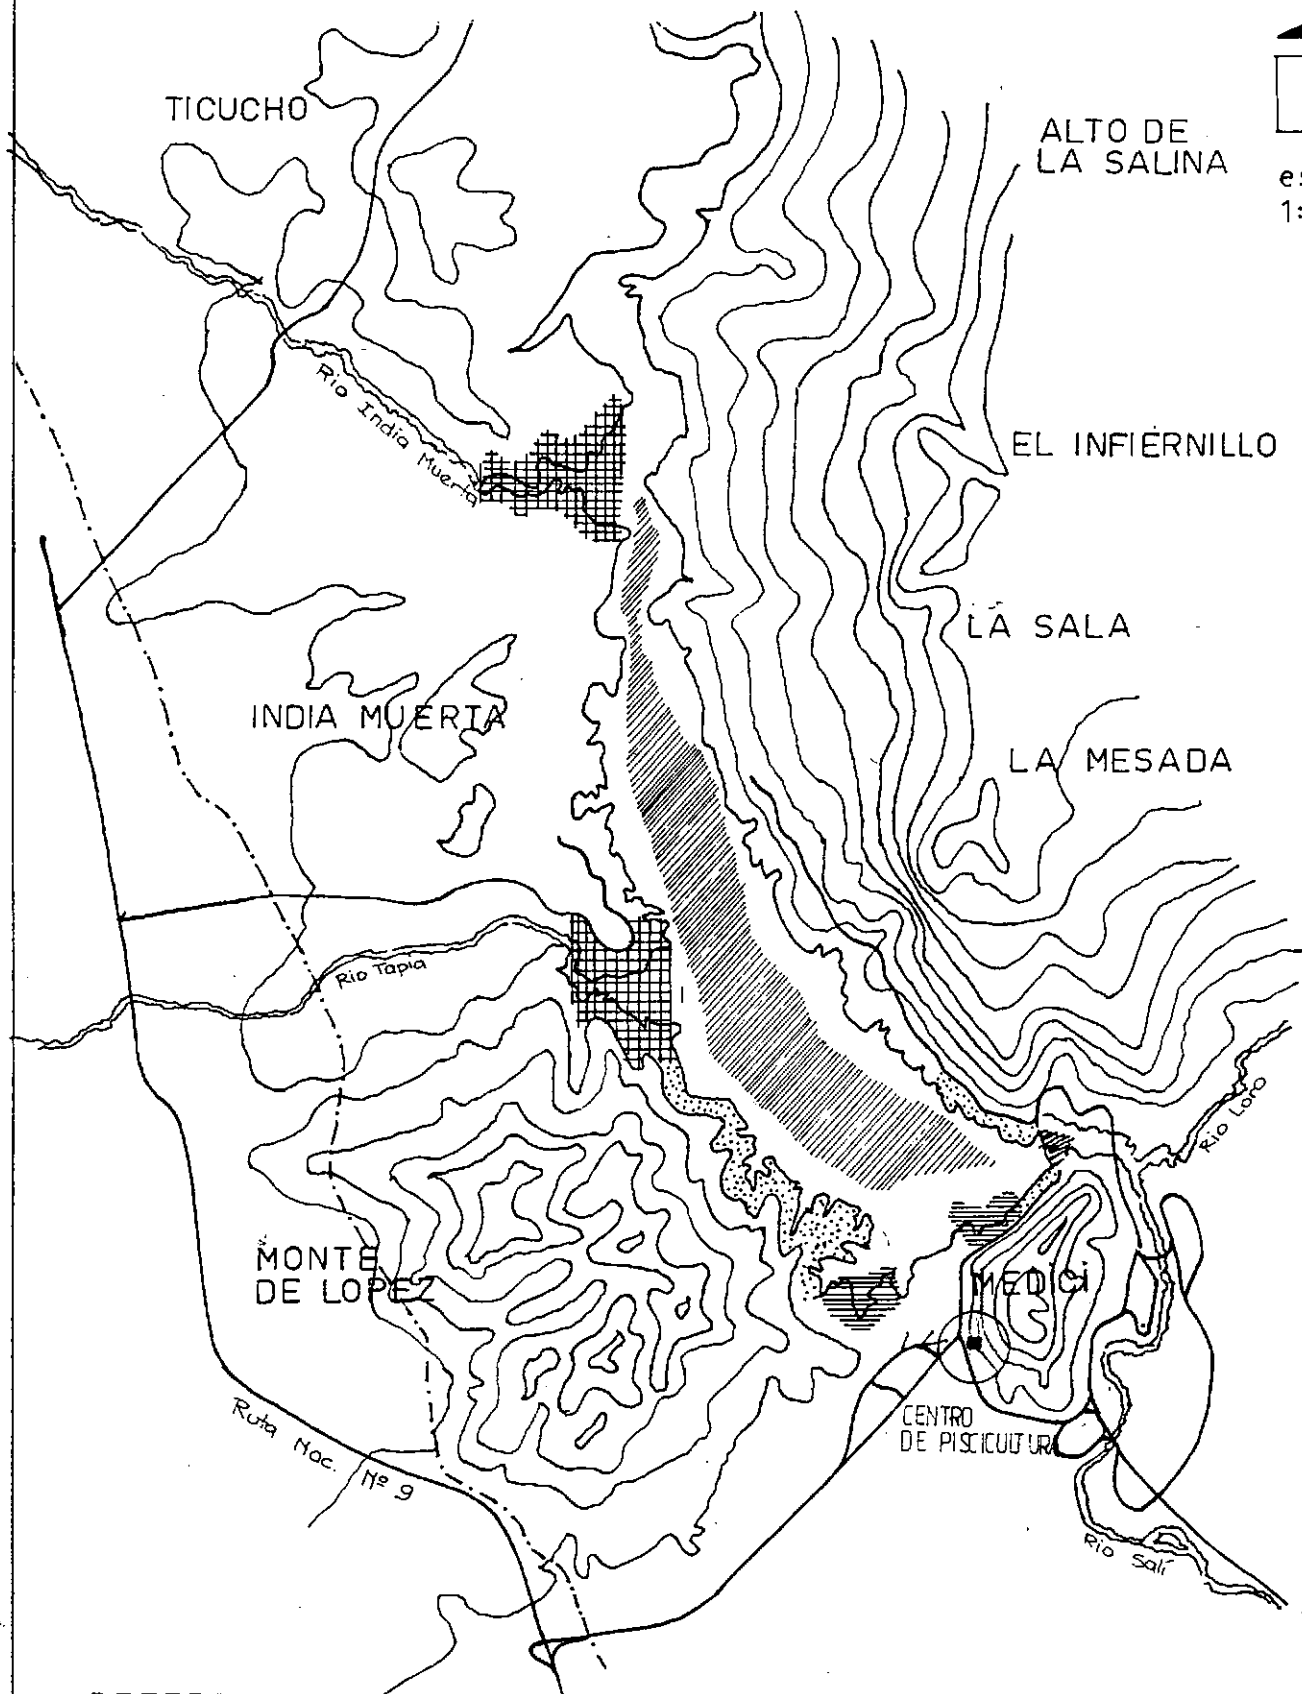 TICUCHO
ALTO DE
LA SALINA
1:
Rio India Muerta
EL INFIERNILLO
LA SALA
INDIA MUERTA
LA MESADA
Rio Tapia
Rio Loro
MONTE
DE LOPEZ
MEDICI
CENTRO
DE PISCICULTURA
Ruta Nac. Nº 9
Rio Salí